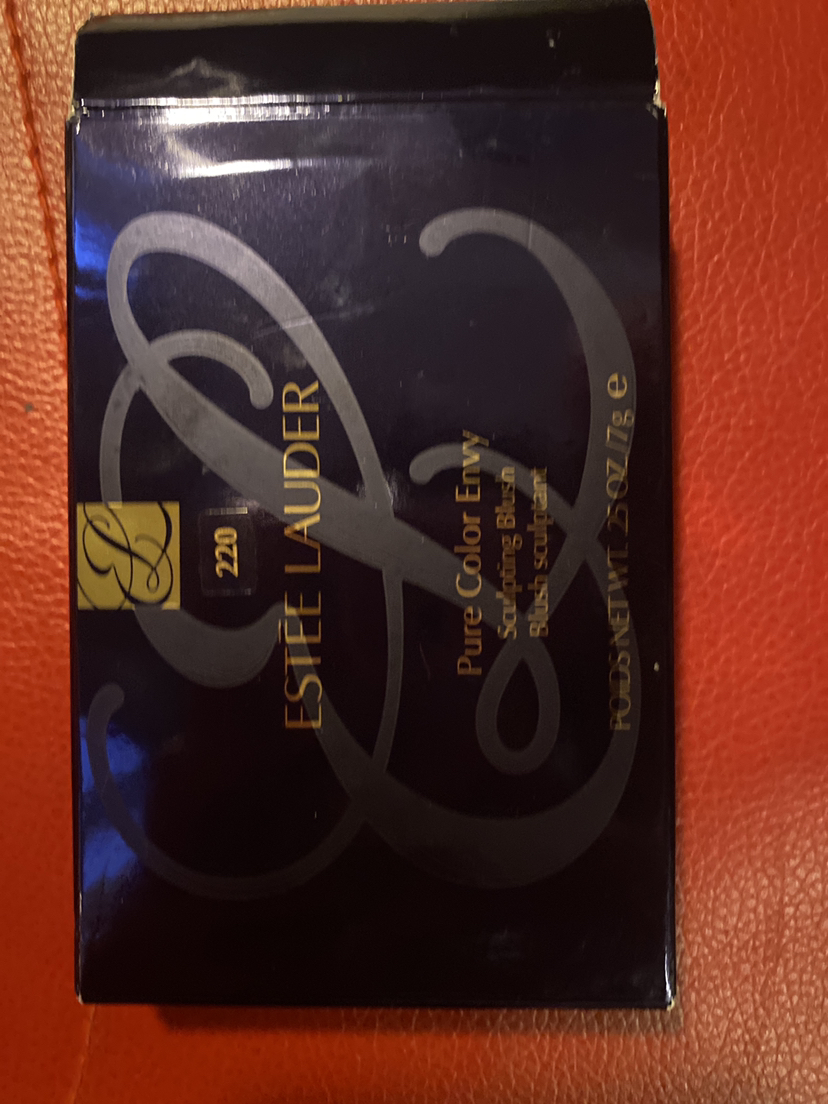 220
ESTĒE LAUDER
Pure Color Envy
Sculpting Blush
Blush sculptant
POIDS NET WT. .25 OZ./7g e